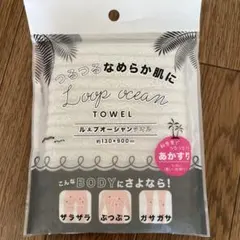 つるつる なめらか肌に
Loop ocean
TOWEL
ループオーシャンタオル
約130×900mm
あかすり
こんなBODYにさよなら!
ザラザラ
ぶつぶつ
ガサガサ